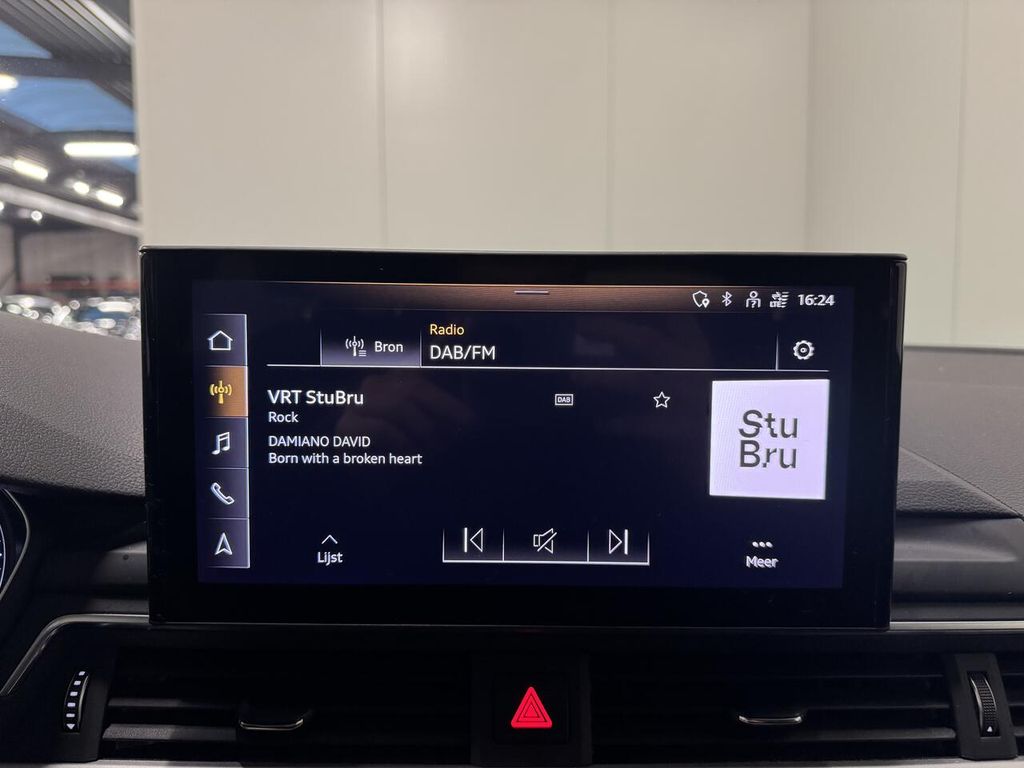 16:24
Bron
Radio
DAB/FM
VRT StuBru
DAB
Rock
DAMIANO DAVID
Born with a broken heart
Stu
Bru
Lijst
Meer